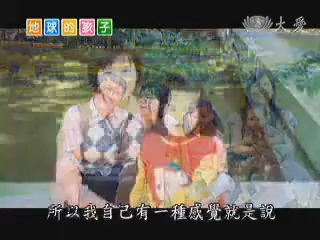 地球的孩子
大愛
所以我自己有一種感覺就是說